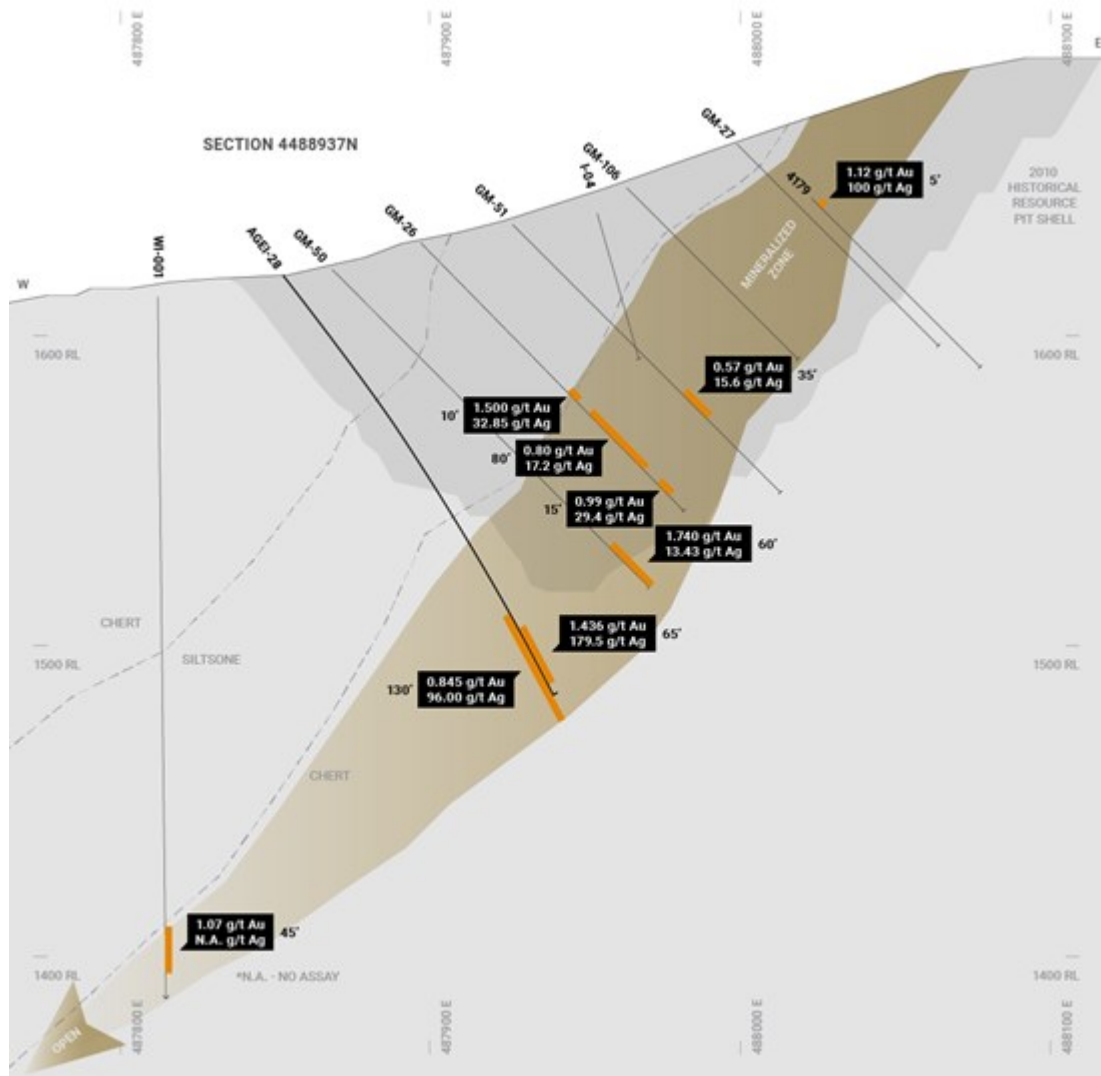 487800 E
487900 E
488000 E
488100 E
E
SECTION 4488937N
GM-27
GM-106
4179
1.12 g/t Au
100 g/t Ag
5'
2010
HISTORICAL
RESOURCE
PIT SHELL
GM-51
GM-26
WI-001
AGEI-28
GM-50
MINERALIZED
ZONE
W
1600 RL
1600 RL
0.57 g/t Au
15.6 g/t Ag
35'
10'
1.500 g/t Au
32.85 g/t Ag
80'
0.80 g/t Au
17.2 g/t Ag
15'
0.99 g/t Au
29.4 g/t Ag
1.740 g/t Au
13.43 g/t Ag
60'
CHERT
SILTSONE
1500 RL
1500 RL
1.436 g/t Au
179.5 g/t Ag
65'
130'
0.845 g/t Au
96.00 g/t Ag
CHERT
1.07 g/t Au
N.A. g/t Ag
45'
1400 RL
*N.A. - NO ASSAY
1400 RL
OPEN
487800 E
487900 E
488000 E
488100 E